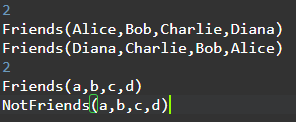 2
Friends(Alice,Bob,Charlie,Diana)
Friends(Diana,Charlie,Bob,Alice)
2
Friends(a,b,c,d)
NotFriends(a,b,c,d)